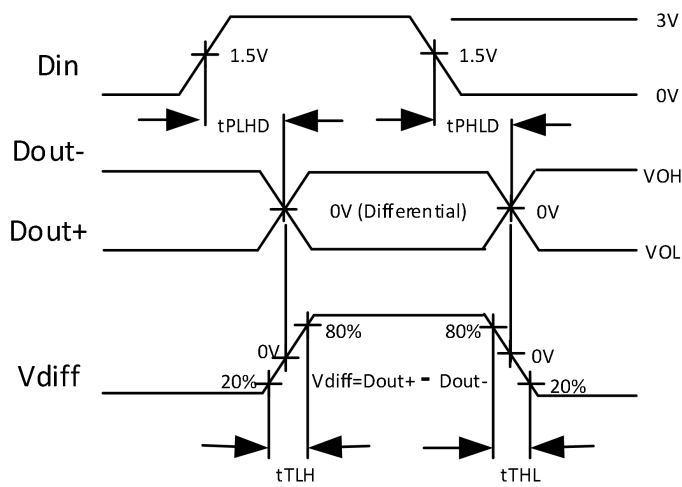 3V
Din
1.5V
1.5V
0V
tPLHD
tPHLD
Dout-
VOH
0V (Differential)
0V
Dout+
VOL
80%
80%
0V
0V
Vdiff
20%
Vdiff=Dout+ - Dout-
20%
tTLH
tTHL